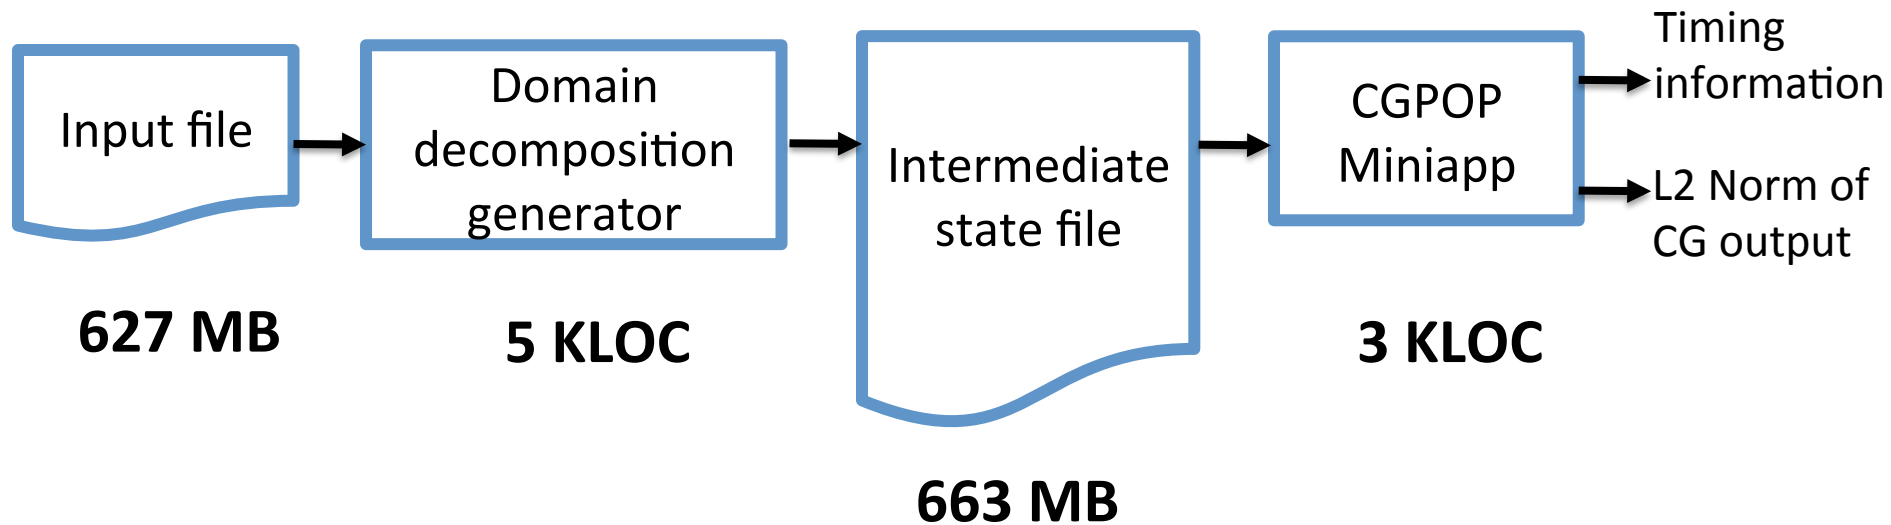 Input file
627 MB
Domain
decomposition
generator
5 KLOC
Intermediate
state file
663 MB
CGPOP
Miniapp
3 KLOC
Timing
information
L2 Norm of
CG output